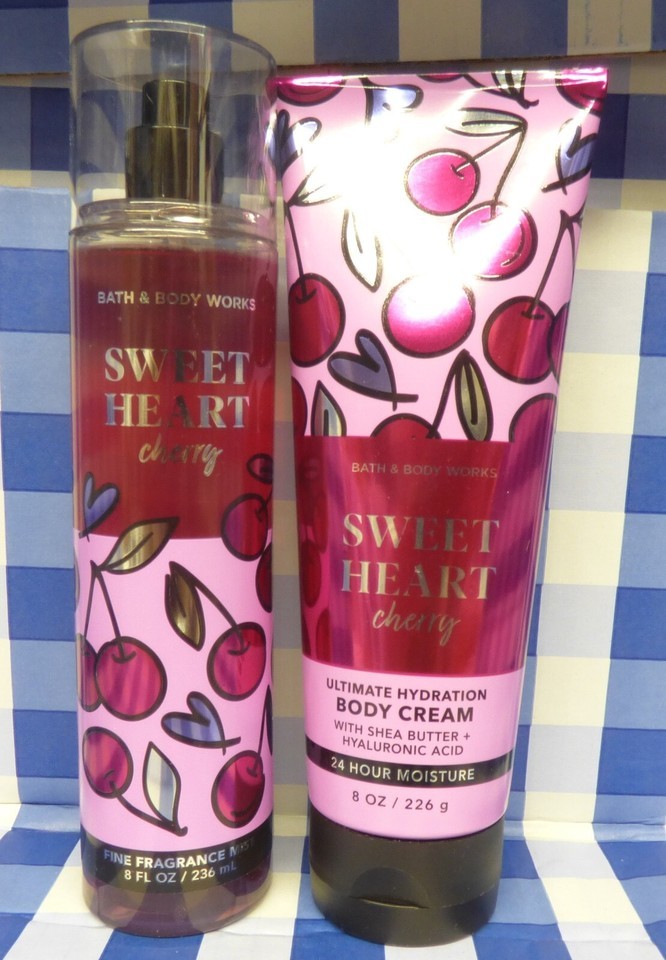 BATH & BODY WORKS
SWEET
HEART
cherry
FINE FRAGRANCE MIST
8 FL OZ / 236 mL
BATH & BODY WORKS
SWEET
HEART
cherry
ULTIMATE HYDRATION
BODY CREAM
WITH SHEA BUTTER +
HYALURONIC ACID
24 HOUR MOISTURE
8 OZ / 226 g